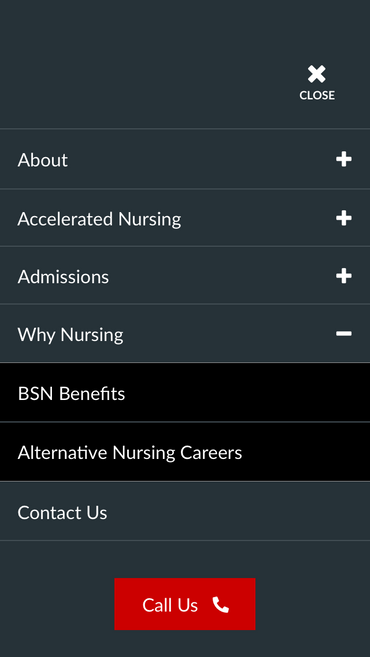 CLOSE
About
Accelerated Nursing
Admissions
Why Nursing
BSN Benefits
Alternative Nursing Careers
Contact Us
Call Us